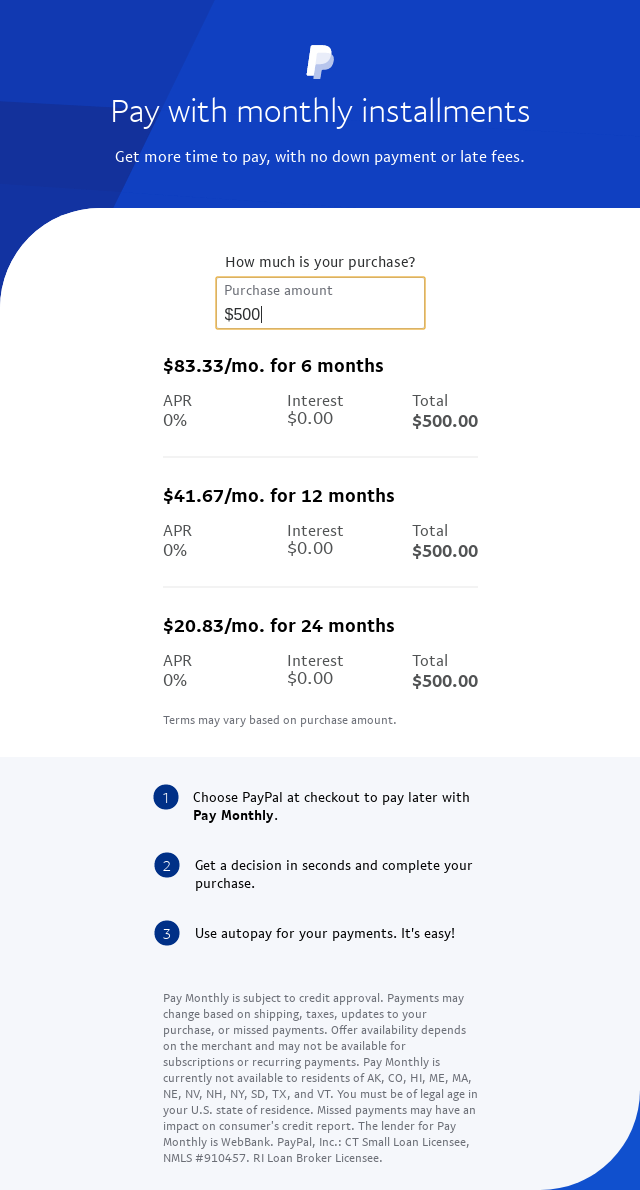 Pay with monthly installments
Get more time to pay, with no down payment or late fees.
How much is your purchase?
Purchase amount
$500
$83.33/mo. for 6 months
APR Interest Total
0% $0.00 $500.00
$41.67/mo. for 12 months
APR Interest Total
0% $0.00 $500.00
$20.83/mo. for 24 months
APR Interest Total
0% $0.00 $500.00
Terms may vary based on purchase amount.
1 Choose PayPal at checkout to pay later with
Pay Monthly.
2 Get a decision in seconds and complete your
purchase.
3 Use autopay for your payments. It's easy!
Pay Monthly is subject to credit approval. Payments may
change based on shipping, taxes, updates to your
purchase, or missed payments. Offer availability depends
on the merchant and may not be available for
subscriptions or recurring payments. Pay Monthly is
currently not available to residents of AK, CO, HI, ME, MA,
NE, NV, NH, NY, SD, TX, and VT. You must be of legal age in
your U.S. state of residence. Missed payments may have an
impact on consumer's credit report. The lender for Pay
Monthly is WebBank. PayPal, Inc.: CT Small Loan Licensee,
NMLS #910457. RI Loan Broker Licensee.